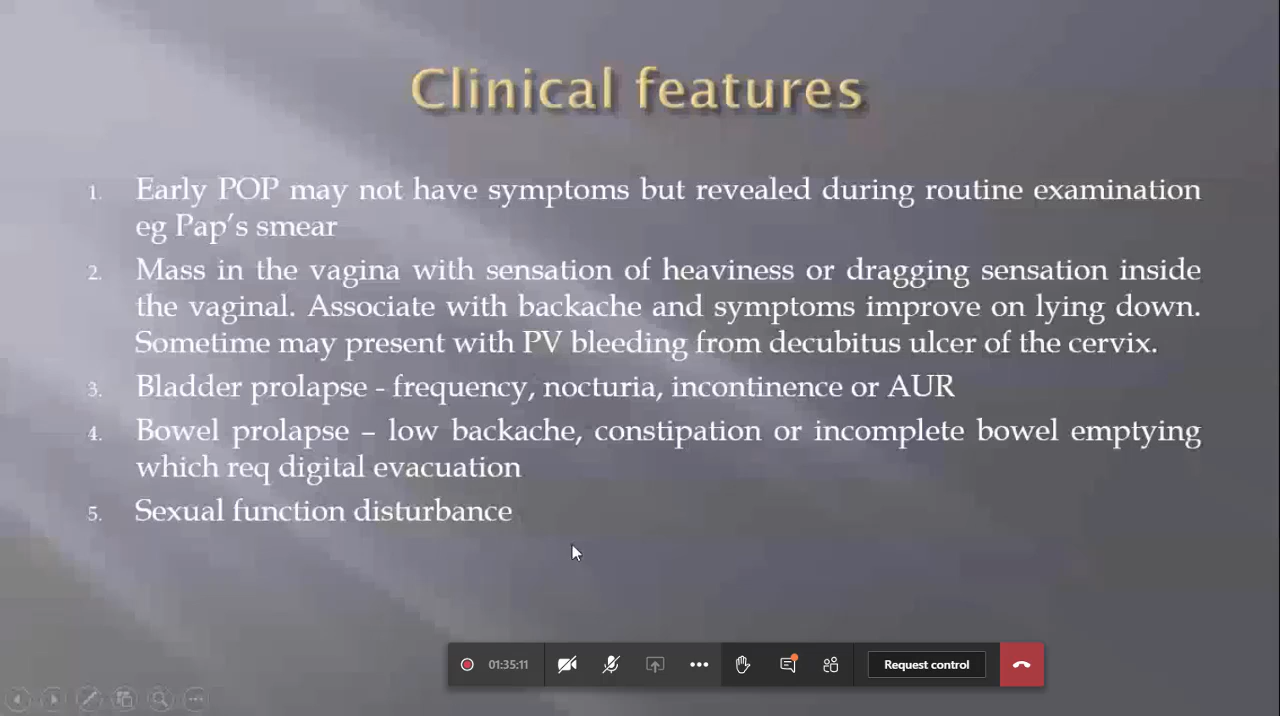 Clinical features
1. Early POP may not have symptoms but revealed during routine examination
eg Pap's smear
2. Mass in the vagina with sensation of heaviness or dragging sensation inside
the vaginal. Associate with backache and symptoms improve on lying down.
Sometime may present with PV bleeding from decubitus ulcer of the cervix.
3. Bladder prolapse - frequency, nocturia, incontinence or AUR
4. Bowel prolapse – low backache, constipation or incomplete bowel emptying
which req digital evacuation
5. Sexual function disturbance
01:35:11
Request control